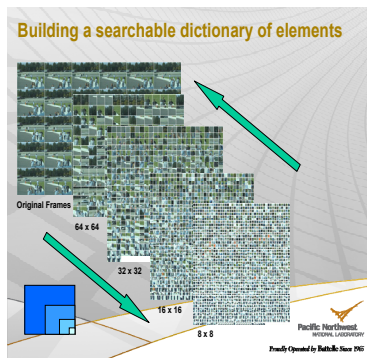 Building a searchable dictionary of elements
Original Frames
64 x 64
32 x 32
16 x 16
8 x 8
Pacific Northwest
NATIONAL LABORATORY
Proudly Operated by Battelle Since 1965